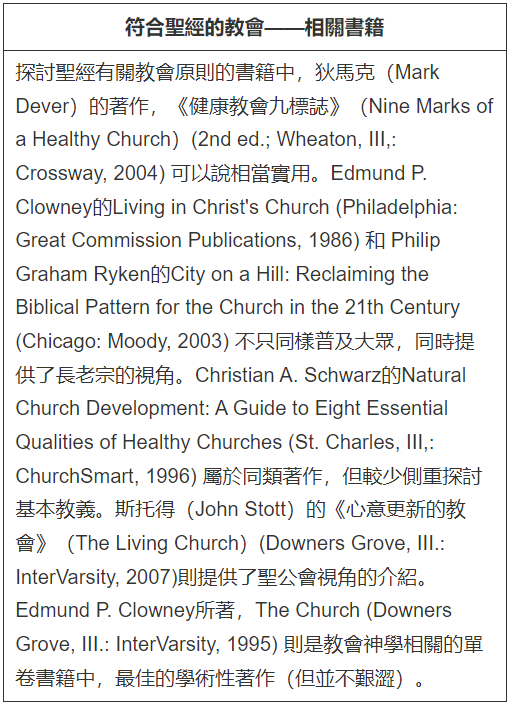 符合聖經的教會——相關書籍
探討聖經有關教會原則的書籍中，狄馬克（Mark
Dever）的著作，《健康教會九標誌》（Nine Marks of
a Healthy Church）(2nd ed.; Wheaton, III,:
Crossway, 2004) 可以說相當實用。Edmund P.
Clowney的Living in Christ's Church (Philadelphia:
Great Commission Publications, 1986) 和 Philip
Graham Ryken的City on a Hill: Reclaiming the
Biblical Pattern for the Church in the 21th Century
(Chicago: Moody, 2003) 不只同樣普及大眾，同時提
供了長老宗的視角。Christian A. Schwarz的Natural
Church Development: A Guide to Eight Essential
Qualities of Healthy Churches (St. Charles, III,:
ChurchSmart, 1996) 屬於同類著作，但較少側重探討
基本教義。斯托得（John Stott）的《心意更新的教
會》（The Living Church）(Downers Grove, III.:
InterVarsity, 2007)則提供了聖公會視角的介紹。
Edmund P. Clowney所著，The Church (Downers
Grove, III.: InterVarsity, 1995) 則是教會神學相關的單
卷書籍中，最佳的學術性著作（但並不艱澀）。